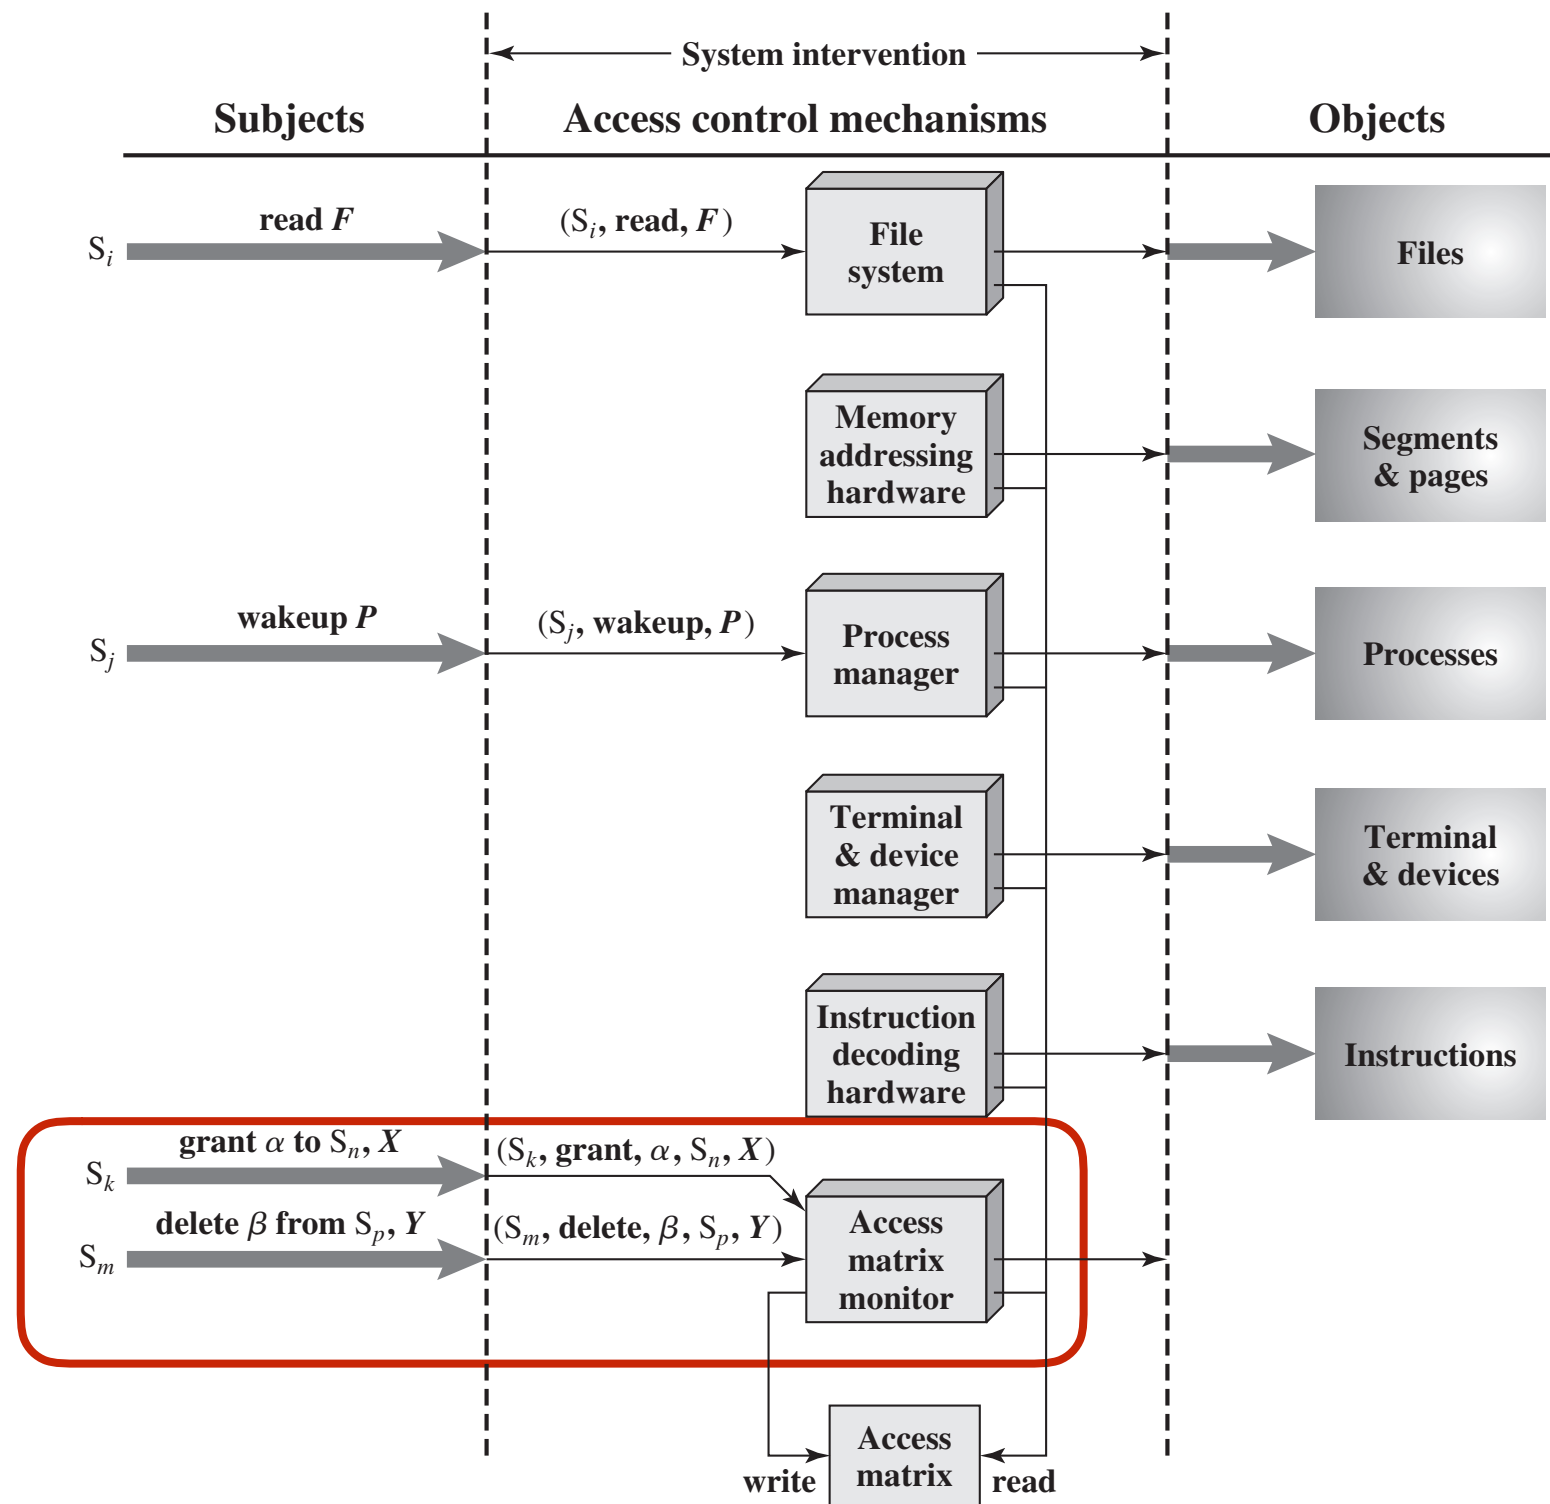 System intervention
Subjects
Access control mechanisms
Objects
read F
(Si, read, F)
Si
File
system
Files
Memory
addressing
hardware
Segments
& pages
wakeup P
(Sj, wakeup, P)
Sj
Process
manager
Processes
Terminal
& device
manager
Terminal
& devices
Instruction
decoding
hardware
Instructions
grant α to Sn, X
(Sk, grant, α, Sn, X)
Sk
delete β from Sp, Y
(Sm, delete, β, Sp, Y)
Sm
Access
matrix
monitor
write
Access
matrix
read